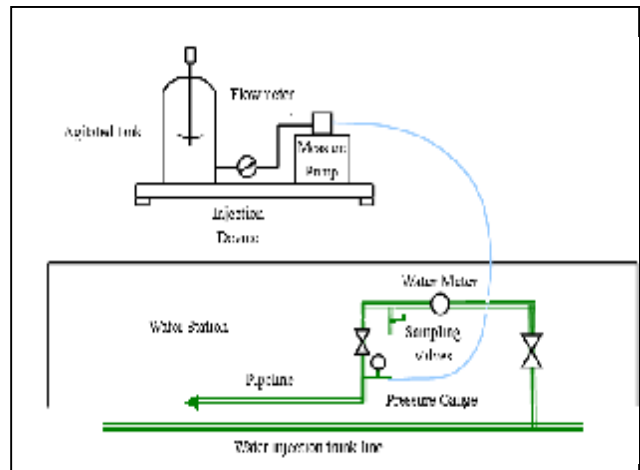 Flowmeter
Agitated tank
Measure
Pump
Injection
Device
Water Meter
Water Station
Sampling
Valves
Pipeline
Pressure Gauge
Water injection trunk line